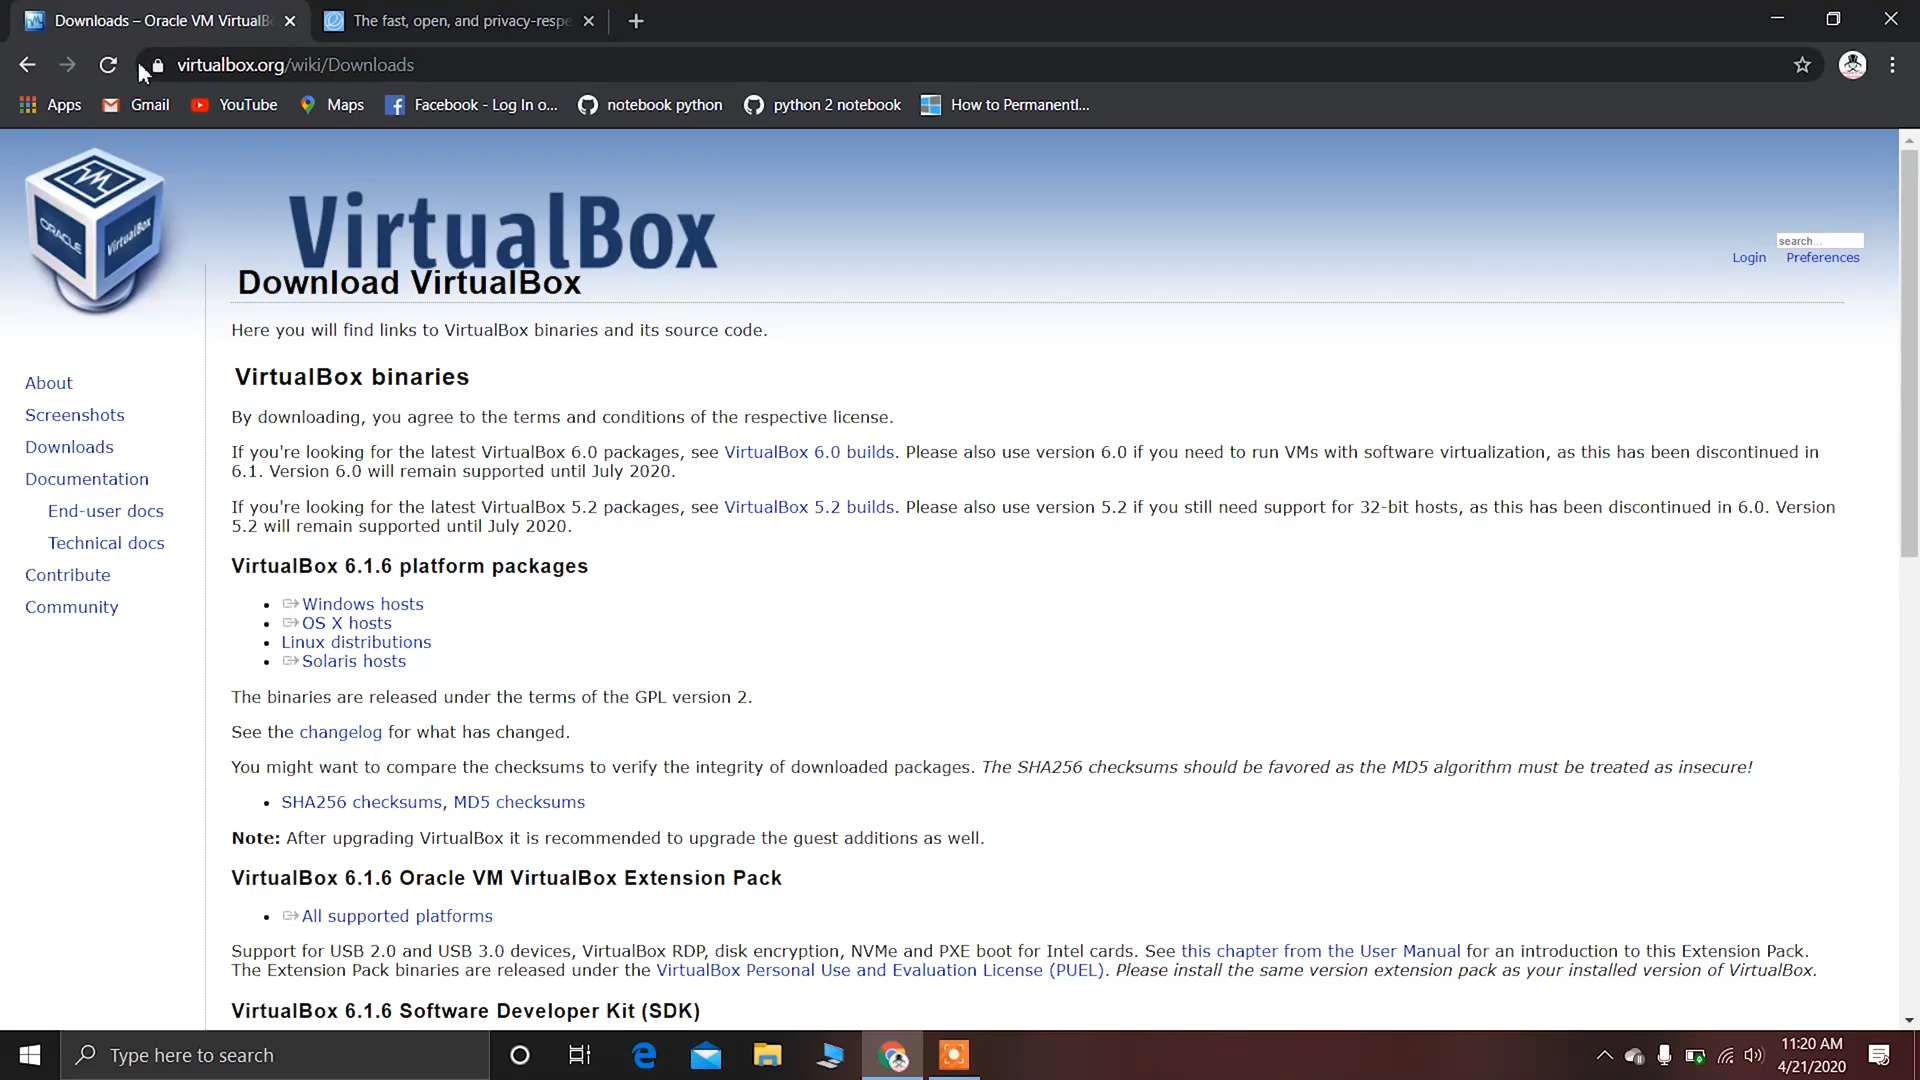 Downloads – Oracle VM VirtualB
The fast, open, and privacy-respe
virtualbox.org/wiki/Downloads
Apps
Gmail
YouTube
Maps
Facebook - Log In o...
notebook python
python 2 notebook
How to Permanentl...
ORACLE
VirtualBox
VirtualBox
search...
Login
Preferences
Download VirtualBox
Here you will find links to VirtualBox binaries and its source code.
About
Screenshots
Downloads
Documentation
End-user docs
Technical docs
Contribute
Community
VirtualBox binaries
By downloading, you agree to the terms and conditions of the respective license.
If you're looking for the latest VirtualBox 6.0 packages, see VirtualBox 6.0 builds. Please also use version 6.0 if you need to run VMs with software virtualization, as this has been discontinued in
6.1. Version 6.0 will remain supported until July 2020.
If you're looking for the latest VirtualBox 5.2 packages, see VirtualBox 5.2 builds. Please also use version 5.2 if you still need support for 32-bit hosts, as this has been discontinued in 6.0. Version
5.2 will remain supported until July 2020.
VirtualBox 6.1.6 platform packages
Windows hosts
OS X hosts
Linux distributions
Solaris hosts
The binaries are released under the terms of the GPL version 2.
See the changelog for what has changed.
You might want to compare the checksums to verify the integrity of downloaded packages. The SHA256 checksums should be favored as the MD5 algorithm must be treated as insecure!
SHA256 checksums, MD5 checksums
Note: After upgrading VirtualBox it is recommended to upgrade the guest additions as well.
VirtualBox 6.1.6 Oracle VM VirtualBox Extension Pack
All supported platforms
Support for USB 2.0 and USB 3.0 devices, VirtualBox RDP, disk encryption, NVMe and PXE boot for Intel cards. See this chapter from the User Manual for an introduction to this Extension Pack.
The Extension Pack binaries are released under the VirtualBox Personal Use and Evaluation License (PUEL). Please install the same version extension pack as your installed version of VirtualBox.
VirtualBox 6.1.6 Software Developer Kit (SDK)
Type here to search
11:20 AM
4/21/2020